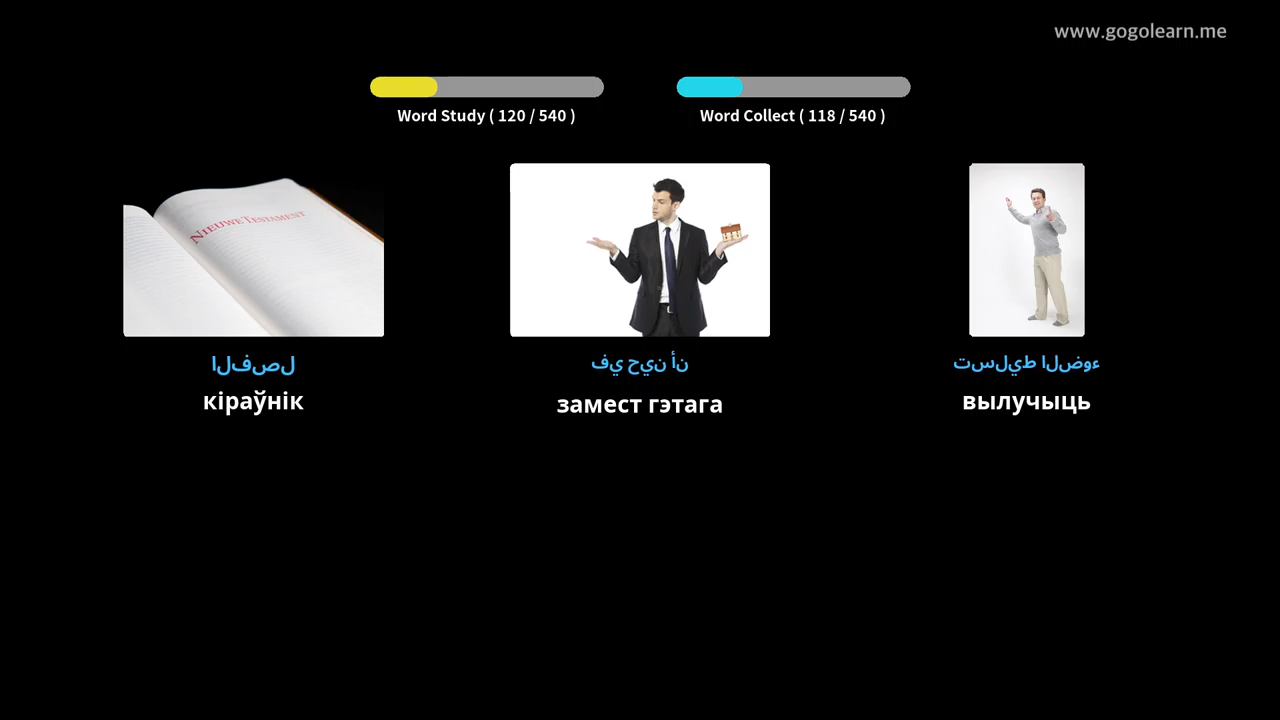 www.gogolearn.me
Word Study ( 120 / 540 )
Word Collect ( 118 / 540 )
NIEUWE TESTAMENT
الفصل
кіраўнік
في حين أن
замест гэтага
تسليط الضوء
вылучыць